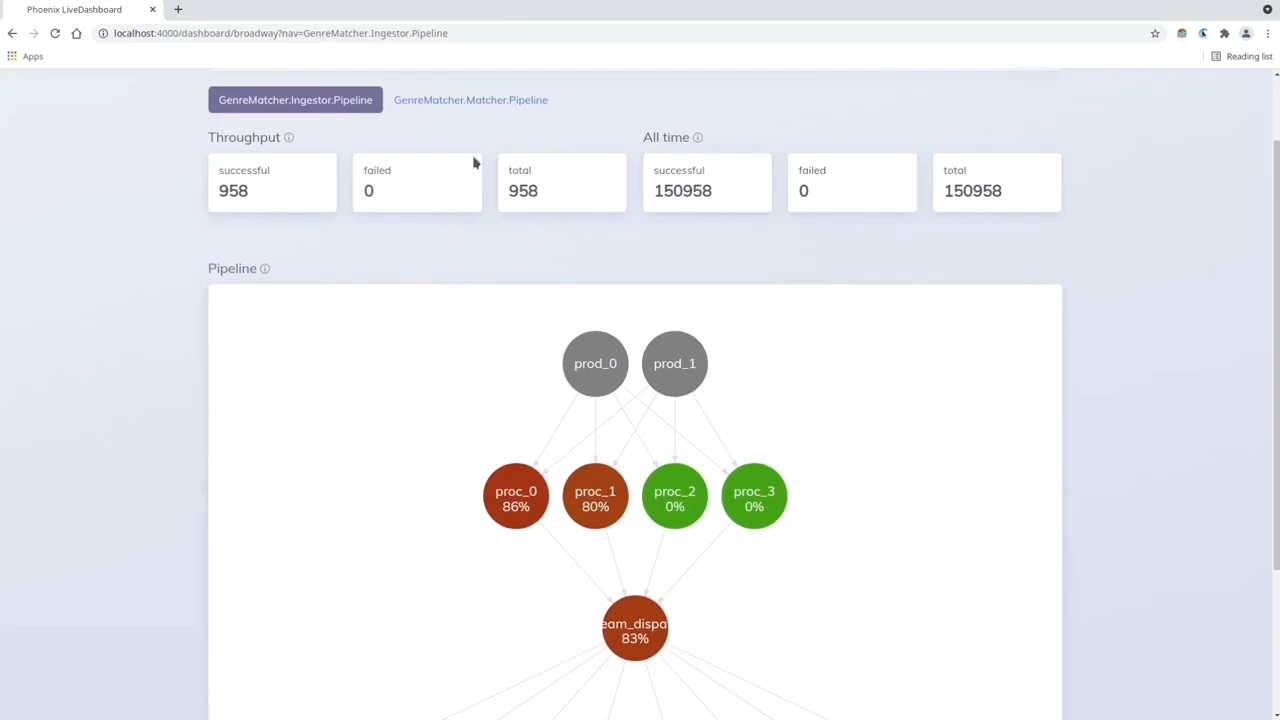 Phoenix LiveDashboard
localhost:4000/dashboard/broadway?nav=GenreMatcher.Ingestor.Pipeline
Apps
Reading list
GenreMatcher.Ingestor.Pipeline GenreMatcher.Matcher.Pipeline
Throughput
All time
successful failed total successful failed total
958 0 958 150958 0 150958
Pipeline
prod_0 prod_1
proc_0 proc_1 proc_2 proc_3
86% 80% 0% 0%
eam_dispa
83%